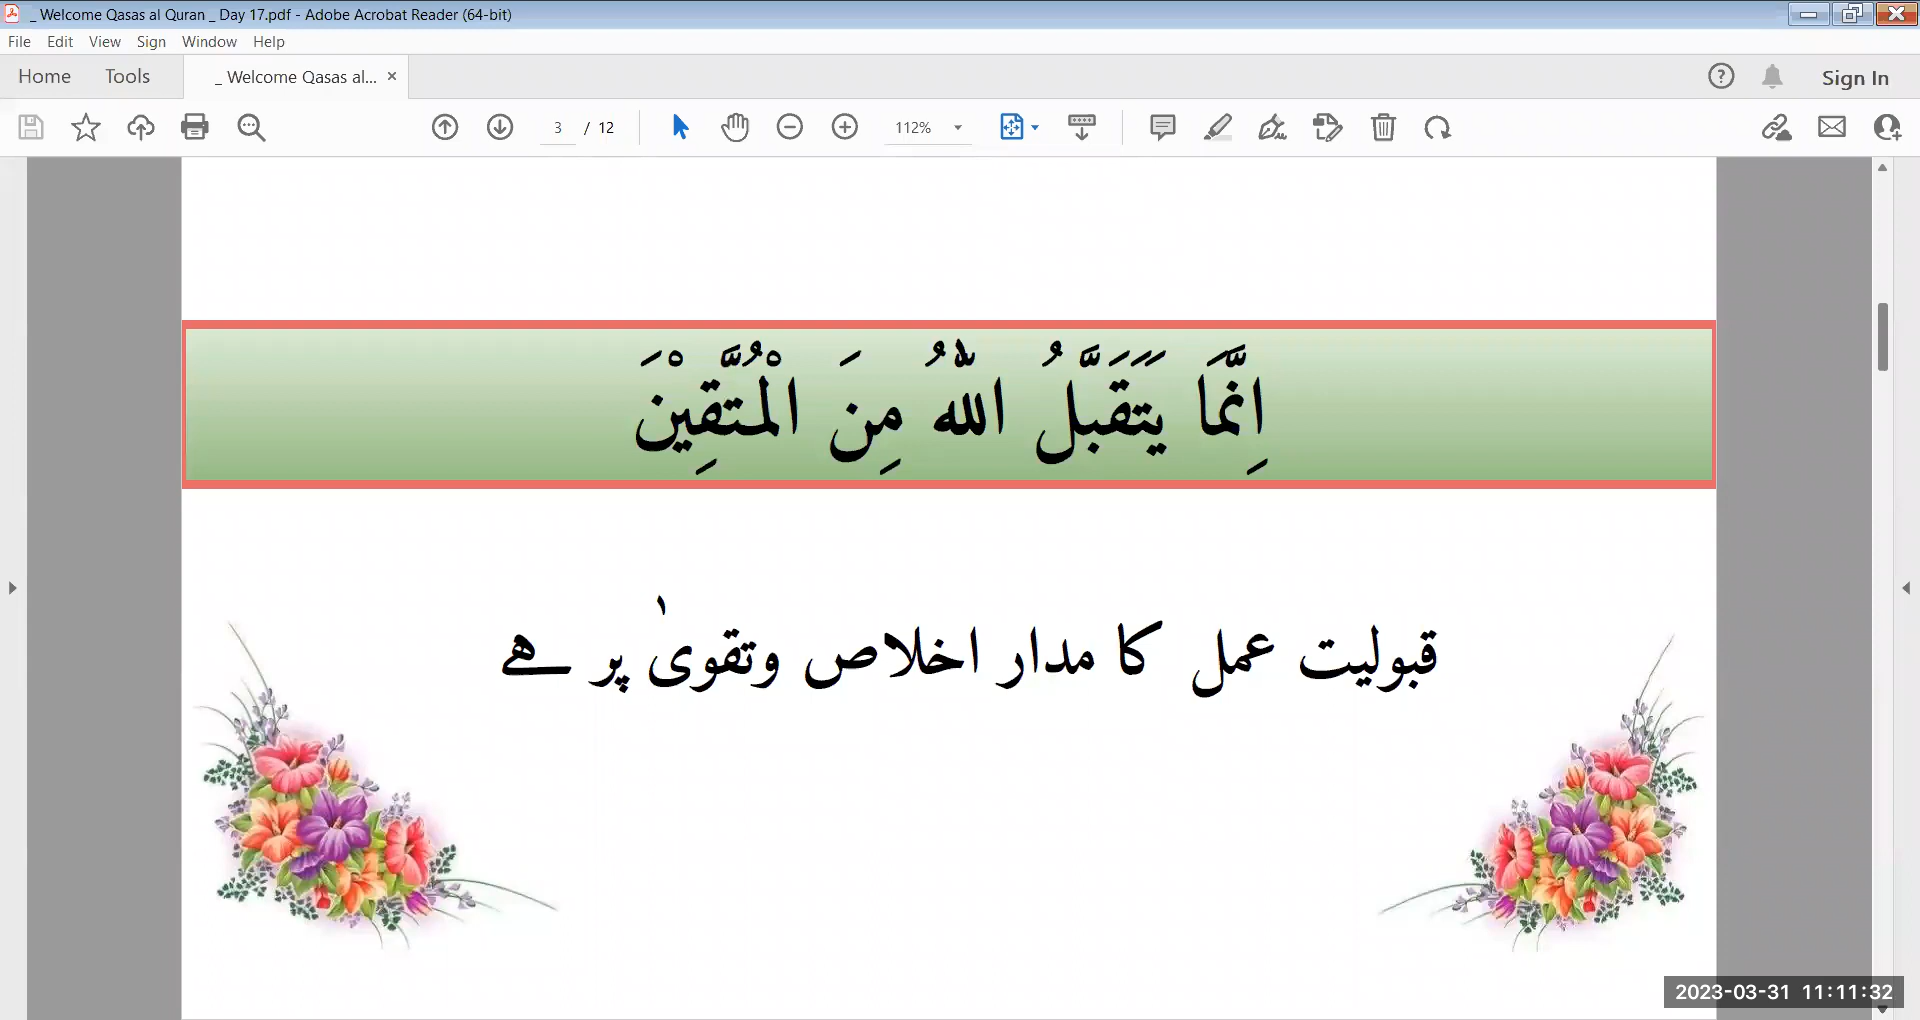 _ Welcome Qasas al Quran _ Day 17.pdf - Adobe Acrobat Reader (64-bit)
File Edit View Sign Window Help
Home Tools _ Welcome Qasas al... × ? Sign In
3 / 12 112%
اِنَّمَا يَتَقَبَّلُ اللّٰهُ مِنَ الْمُتَّقِيْنَ
قبولیت عمل کا مدار اخلاص وتقویٰ پر ہے
2023-03-31 11:11:32